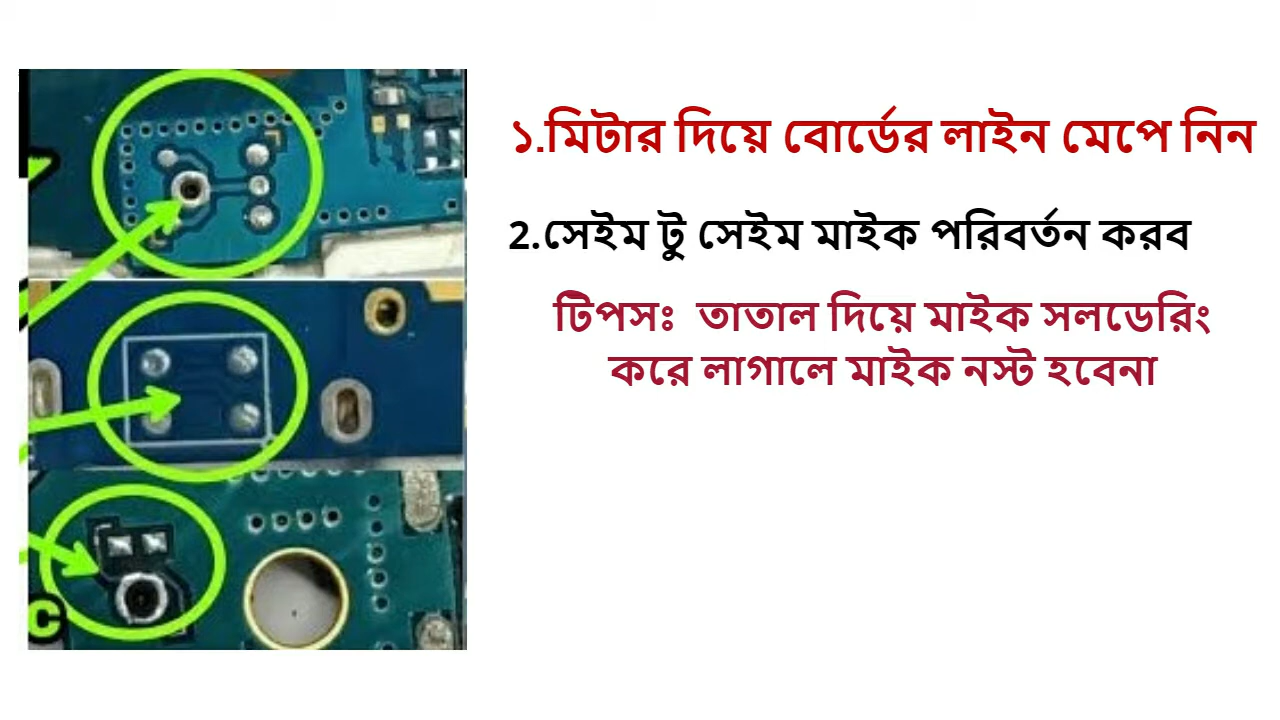 ১.মিটার দিয়ে বোর্ডের লাইন মেপে নিন
2.সেইম টু সেইম মাইক পরিবর্তন করব
টিপসঃ তাতাল দিয়ে মাইক সলডেরিং
করে লাগালে মাইক নস্ট হবেনা
C